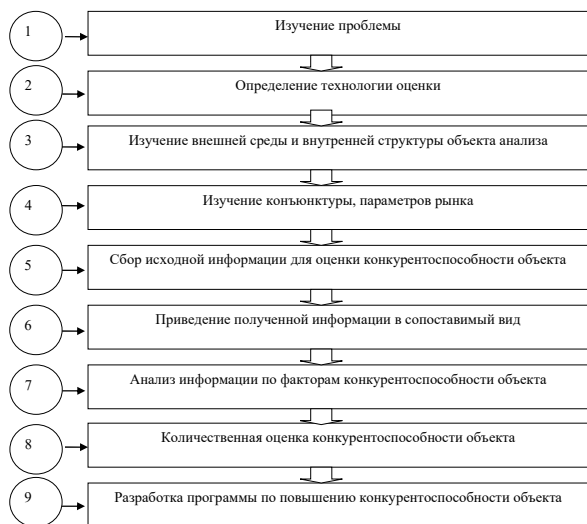 1 Изучение проблемы
2 Определение технологии оценки
3 Изучение внешней среды и внутренней структуры объекта анализа
4 Изучение конъюнктуры, параметров рынка
5 Сбор исходной информации для оценки конкурентоспособности объекта
6 Приведение полученной информации в сопоставимый вид
7 Анализ информации по факторам конкурентоспособности объекта
8 Количественная оценка конкурентоспособности объекта
9 Разработка программы по повышению конкурентоспособности объекта